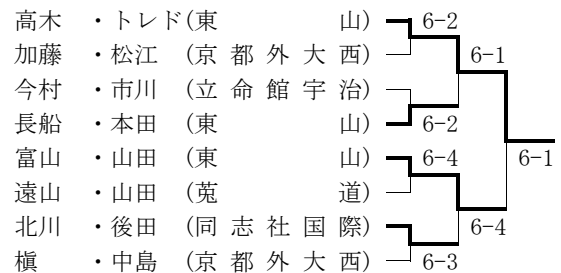 高木 ・トレド(東 山) 6-2
加藤 ・松江 (京都外大西) 6-1
今村 ・市川 (立命館宇治)
長船 ・本田 (東 山) 6-2
富山 ・山田 (東 山) 6-4 6-1
遠山 ・山田 (莵 道)
北川 ・後田 (同志社国際) 6-4
槇 ・中島 (京都外大西) 6-3